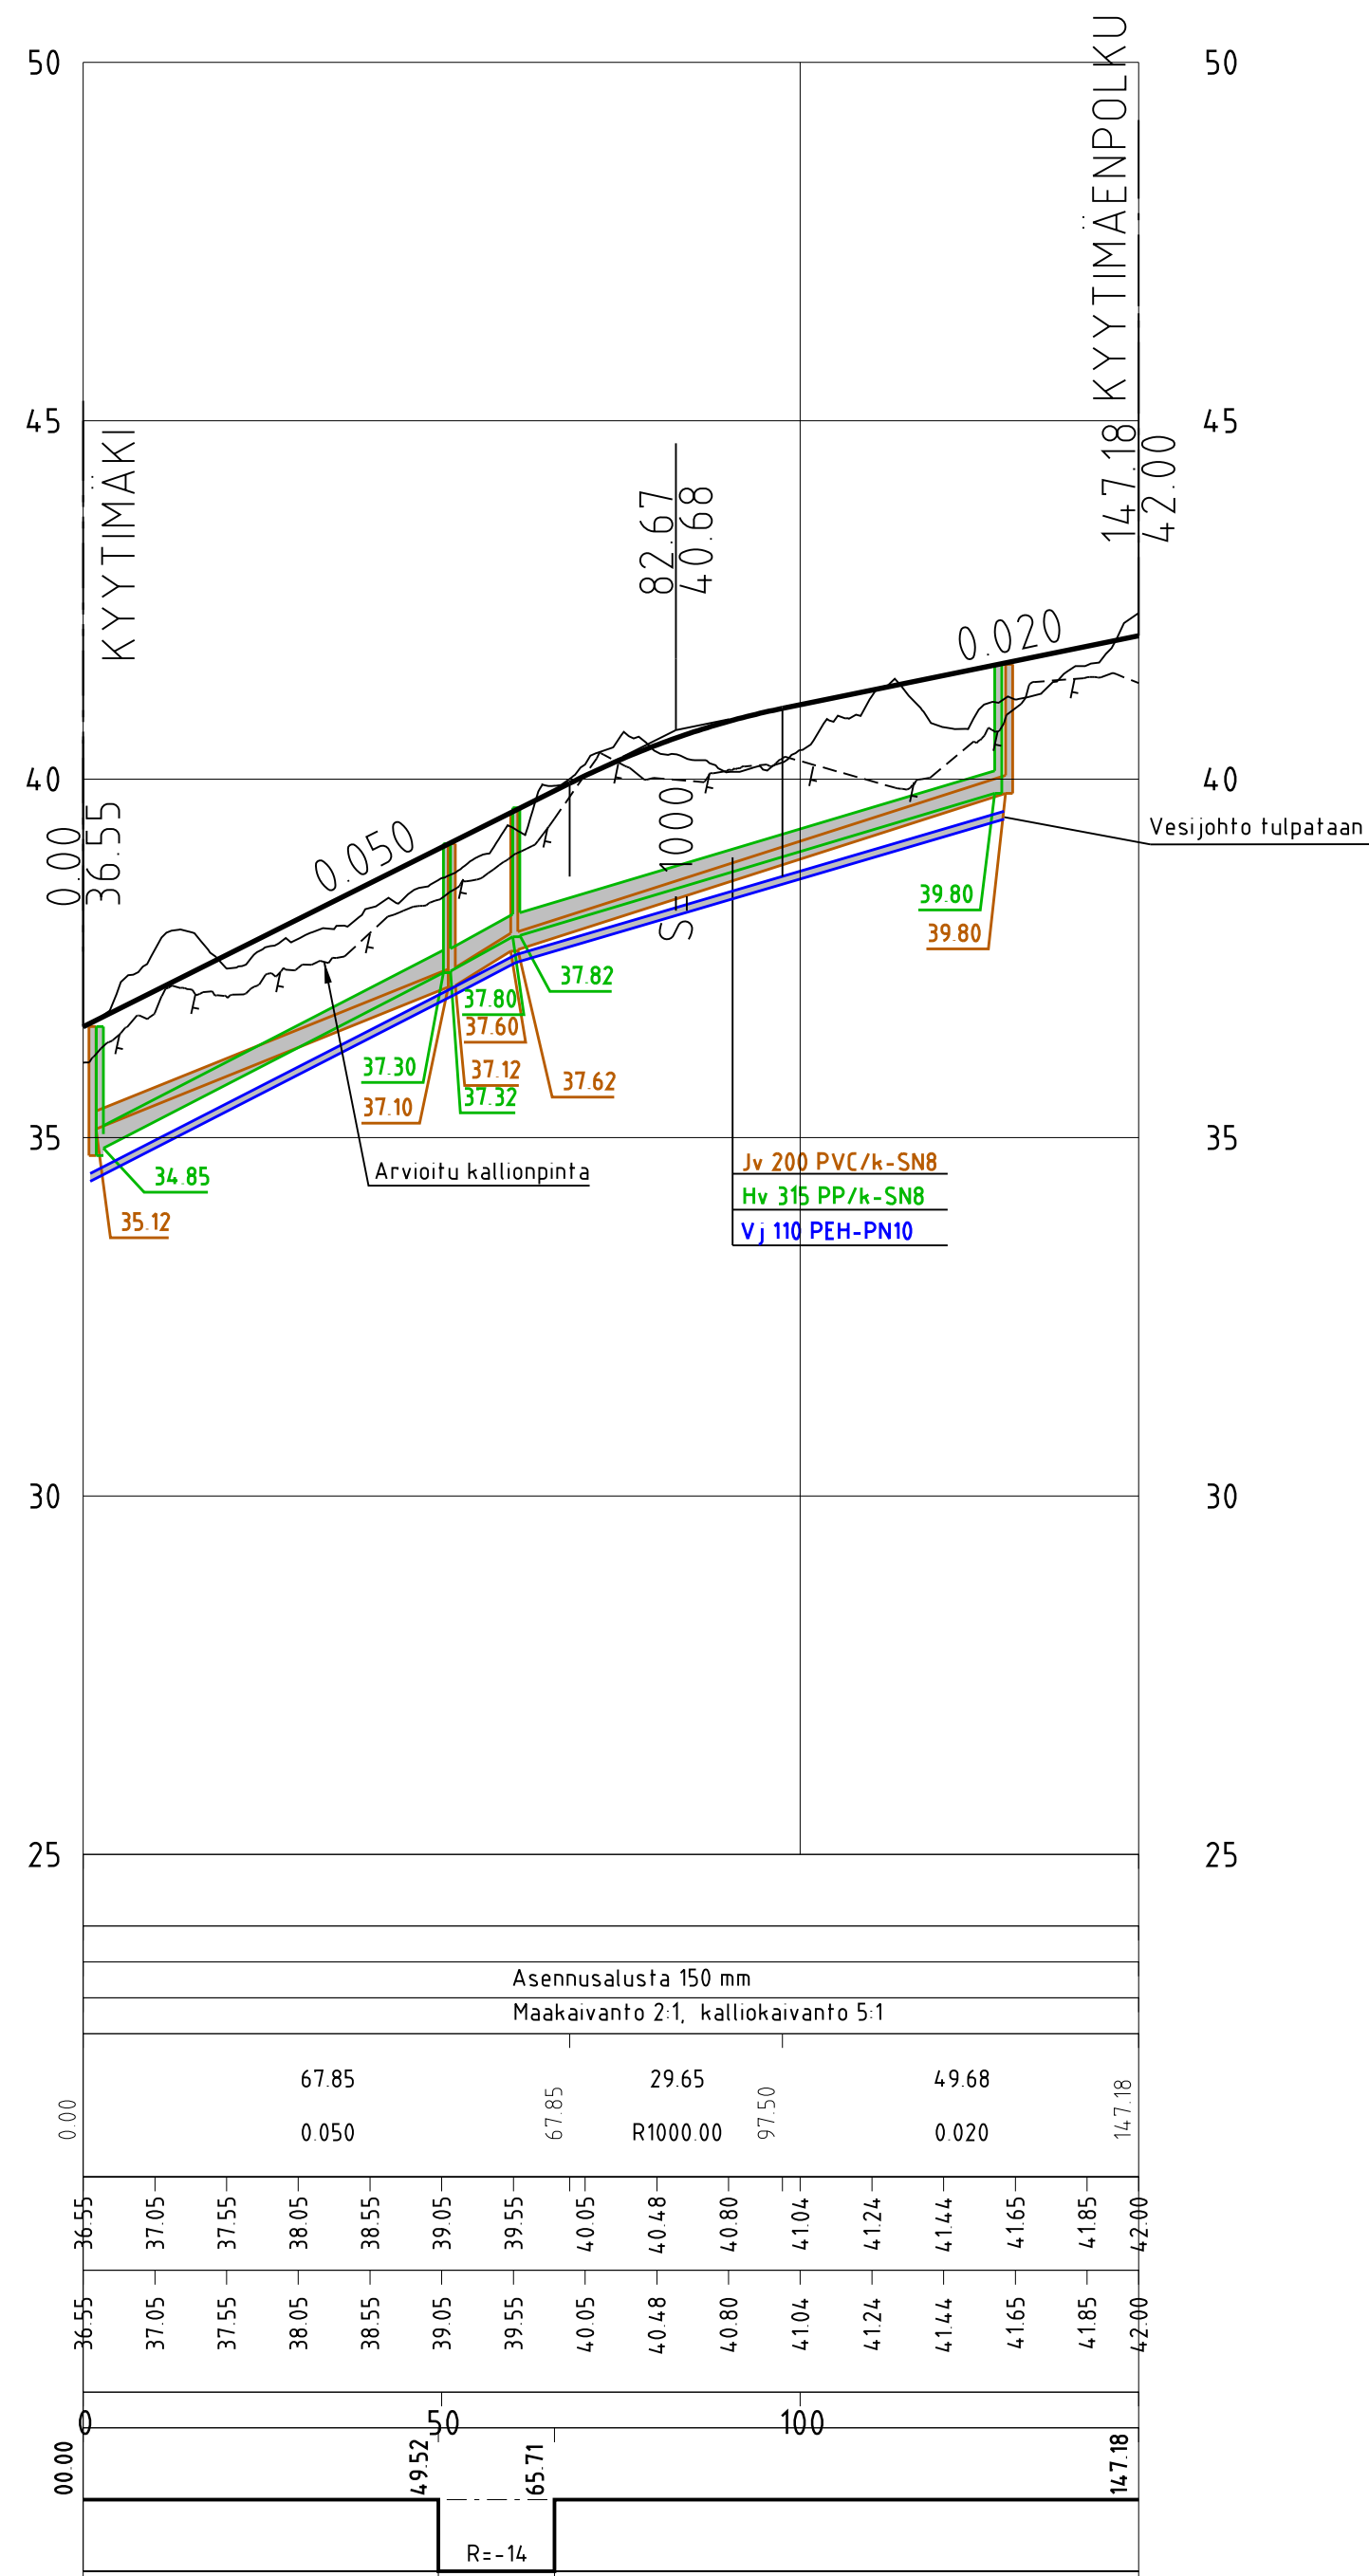 50
50
KYYTIMÄENPOLKU
45
45
KYYTIMÄKI
147.18
42.00
82.67
40.68
0.020
40
40
0.00
36.55
0.050
S=1000
Vesijohto tulpataan
39.80
39.80
37.82
37.80
37.60
37.30
37.12
37.62
37.32
37.10
35
35
Arvioitu kallionpinta
34.85
35.12
Jv 200 PVC/k-SN8
Hv 315 PP/k-SN8
Vj 110 PEH-PN10
30
30
25
25
Asennusalusta 150 mm
Maakaivanto 2:1, kalliokaivanto 5:1
67.85 29.65 49.68
0.00 67.85 97.50 147.18
0.050 R1000.00 0.020
36.55 37.05 37.55 38.05 38.55 39.05 39.55 40.05 40.48 40.80 41.04 41.24 41.44 41.65 41.85 42.00
36.55 37.05 37.55 38.05 38.55 39.05 39.55 40.05 40.48 40.80 41.04 41.24 41.44 41.65 41.85 42.00
0 50 100
00.00 49.52 65.71 147.18
R=-14